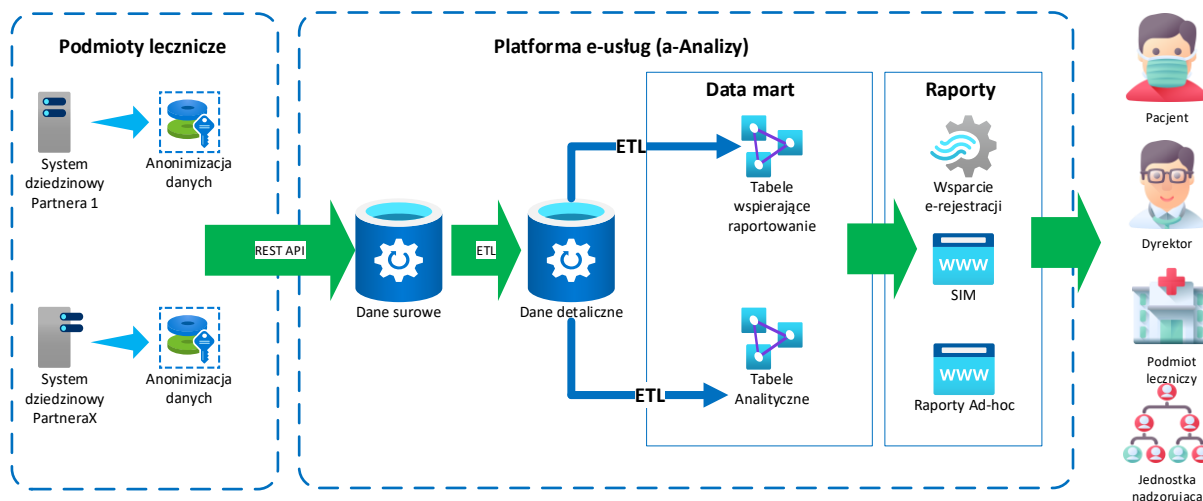 Podmioty lecznicze
System
dziedzinowy
Partnera 1
Anonimizacja
danych
System
dziedzinowy
PartneraX
Anonimizacja
danych
REST API
Platforma e-usług (a-Analizy)
Dane surowe
ETL
Dane detaliczne
ETL
ETL
Data mart
Tabele
wspierające
raportowanie
Tabele
Analityczne
Raporty
Wsparcie
e-rejestracji
WWW
SIM
WWW
Raporty Ad-hoc
Pacjent
Dyrektor
Podmiot
leczniczy
Jednostka
nadzorująca